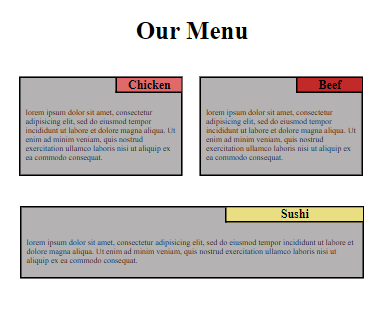 Our Menu
Chicken
lorem ipsum dolor sit amet, consectetur
adipisicing elit, sed do eiusmod tempor
incididunt ut labore et dolore magna aliqua. Ut
enim ad minim veniam, quis nostrud
exercitation ullamco laboris nisi ut aliquip ex
ea commodo consequat.
Beef
lorem ipsum dolor sit amet, consectetur
adipisicing elit, sed do eiusmod tempor
incididunt ut labore et dolore magna aliqua. Ut
enim ad minim veniam, quis nostrud
exercitation ullamco laboris nisi ut aliquip ex
ea commodo consequat.
Sushi
lorem ipsum dolor sit amet, consectetur adipisicing elit, sed do eiusmod tempor incididunt ut labore et
dolore magna aliqua. Ut enim ad minim veniam, quis nostrud exercitation ullamco laboris nisi ut
aliquip ex ea commodo consequat.